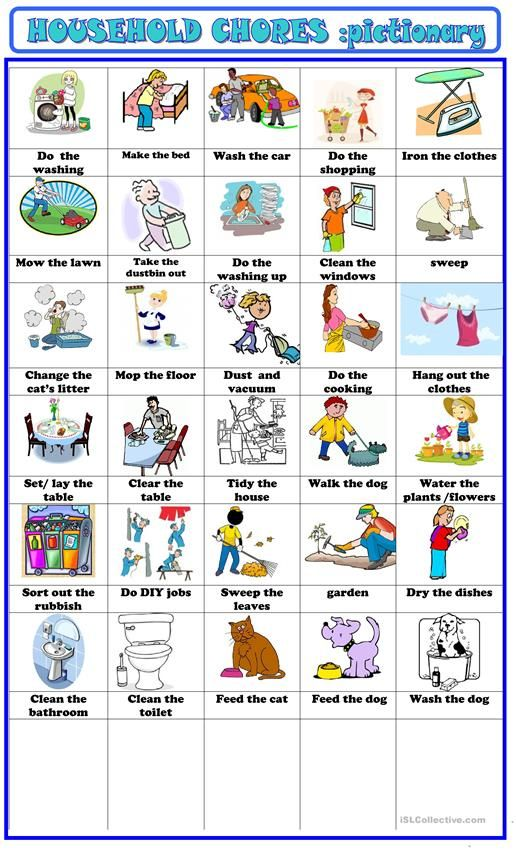 HOUSEHOLD CHORES :pictionary
Do the
washing
Make the bed
Wash the car
Do the
shopping
Iron the clothes
Mow the lawn
Take the
dustbin out
Do the
washing up
Clean the
windows
sweep
Change the
cat's litter
Mop the floor
Dust and
vacuum
Do the
cooking
Hang out the
clothes
Set/ lay the
table
Clear the
table
Tidy the
house
Walk the dog
Water the
plants /flowers
Sort out the
rubbish
Do DIY jobs
Sweep the
leaves
garden
Dry the dishes
Clean the
bathroom
Clean the
toilet
Feed the cat
Feed the dog
Wash the dog
iSLCollective.com